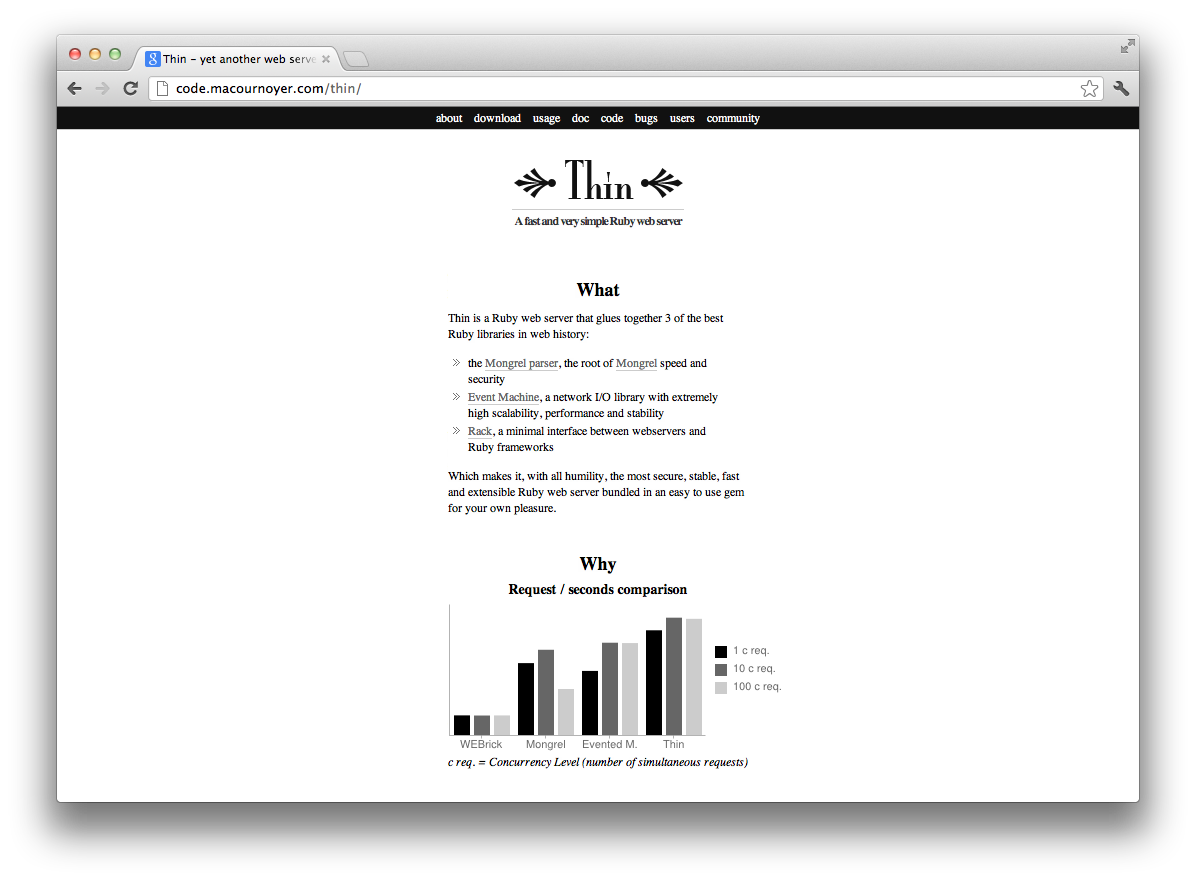 Thin – yet another web serve
code.macournoyer.com/thin/
about download usage doc code bugs users community
Thin
A fast and very simple Ruby web server
What
Thin is a Ruby web server that glues together 3 of the best
Ruby libraries in web history:
» the Mongrel parser, the root of Mongrel speed and
security
» Event Machine, a network I/O library with extremely
high scalability, performance and stability
» Rack, a minimal interface between webservers and
Ruby frameworks
Which makes it, with all humility, the most secure, stable, fast
and extensible Ruby web server bundled in an easy to use gem
for your own pleasure.
Why
Request / seconds comparison
1 c req.
10 c req.
100 c req.
WEBrick Mongrel Evented M. Thin
c req. = Concurrency Level (number of simultaneous requests)